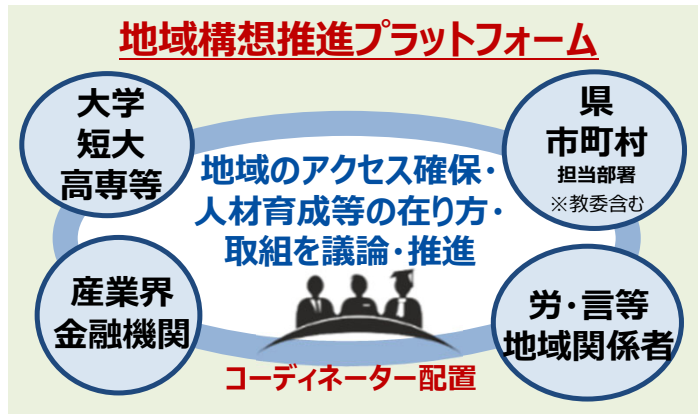 地域構想推進プラットフォーム
大学
短大
高専等
県
市町村
担当部署
※教委含む
地域のアクセス確保・
人材育成等の在り方・
取組を議論・推進
産業界
金融機関
労・言等
地域関係者
コーディネーター配置